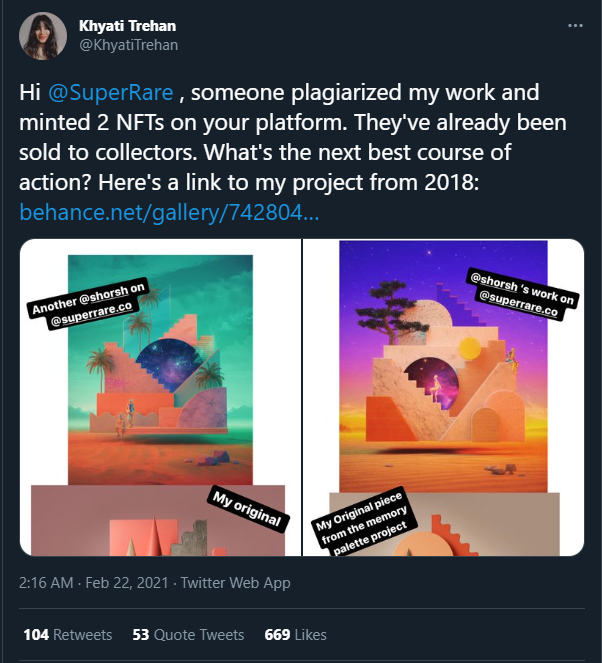 Khyati Trehan
@KhyatiTrehan
Hi @SuperRare , someone plagiarized my work and
minted 2 NFTs on your platform. They've already been
sold to collectors. What's the next best course of
action? Here's a link to my project from 2018:
behance.net/gallery/742804...
Another @shorsh on
@superrare.co
My original
@shorsh 's work on
@superrare.co
My Original piece
from the memory
palette project
2:16 AM · Feb 22, 2021 · Twitter Web App
104 Retweets 53 Quote Tweets 669 Likes